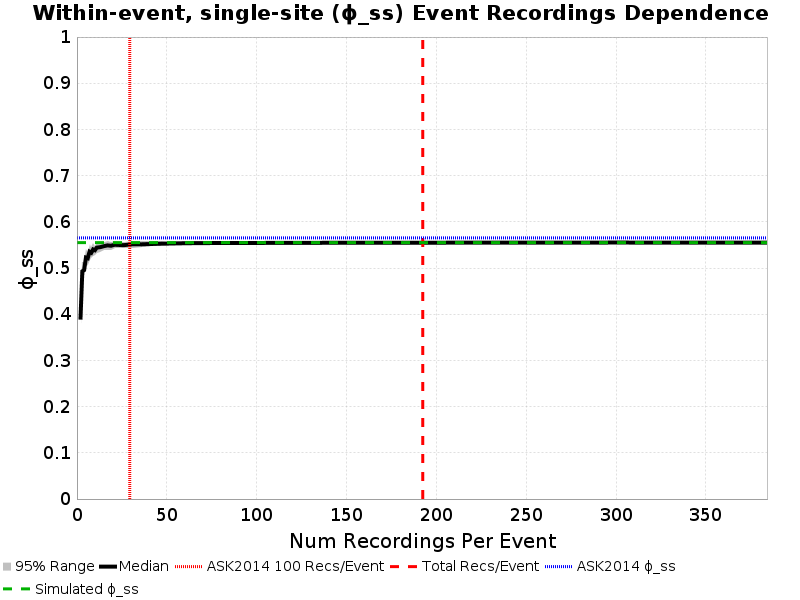 Within-event, single-site (ϕ_ss) Event Recordings Dependence
1
0.9
0.8
0.7
0.6
0.5
0.4
0.3
0.2
0.1
0
ϕ_ss
0 50 100 150 200 250 300 350
Num Recordings Per Event
95% Range Median ASK2014 100 Recs/Event Total Recs/Event ASK2014 ϕ_ss
Simulated ϕ_ss